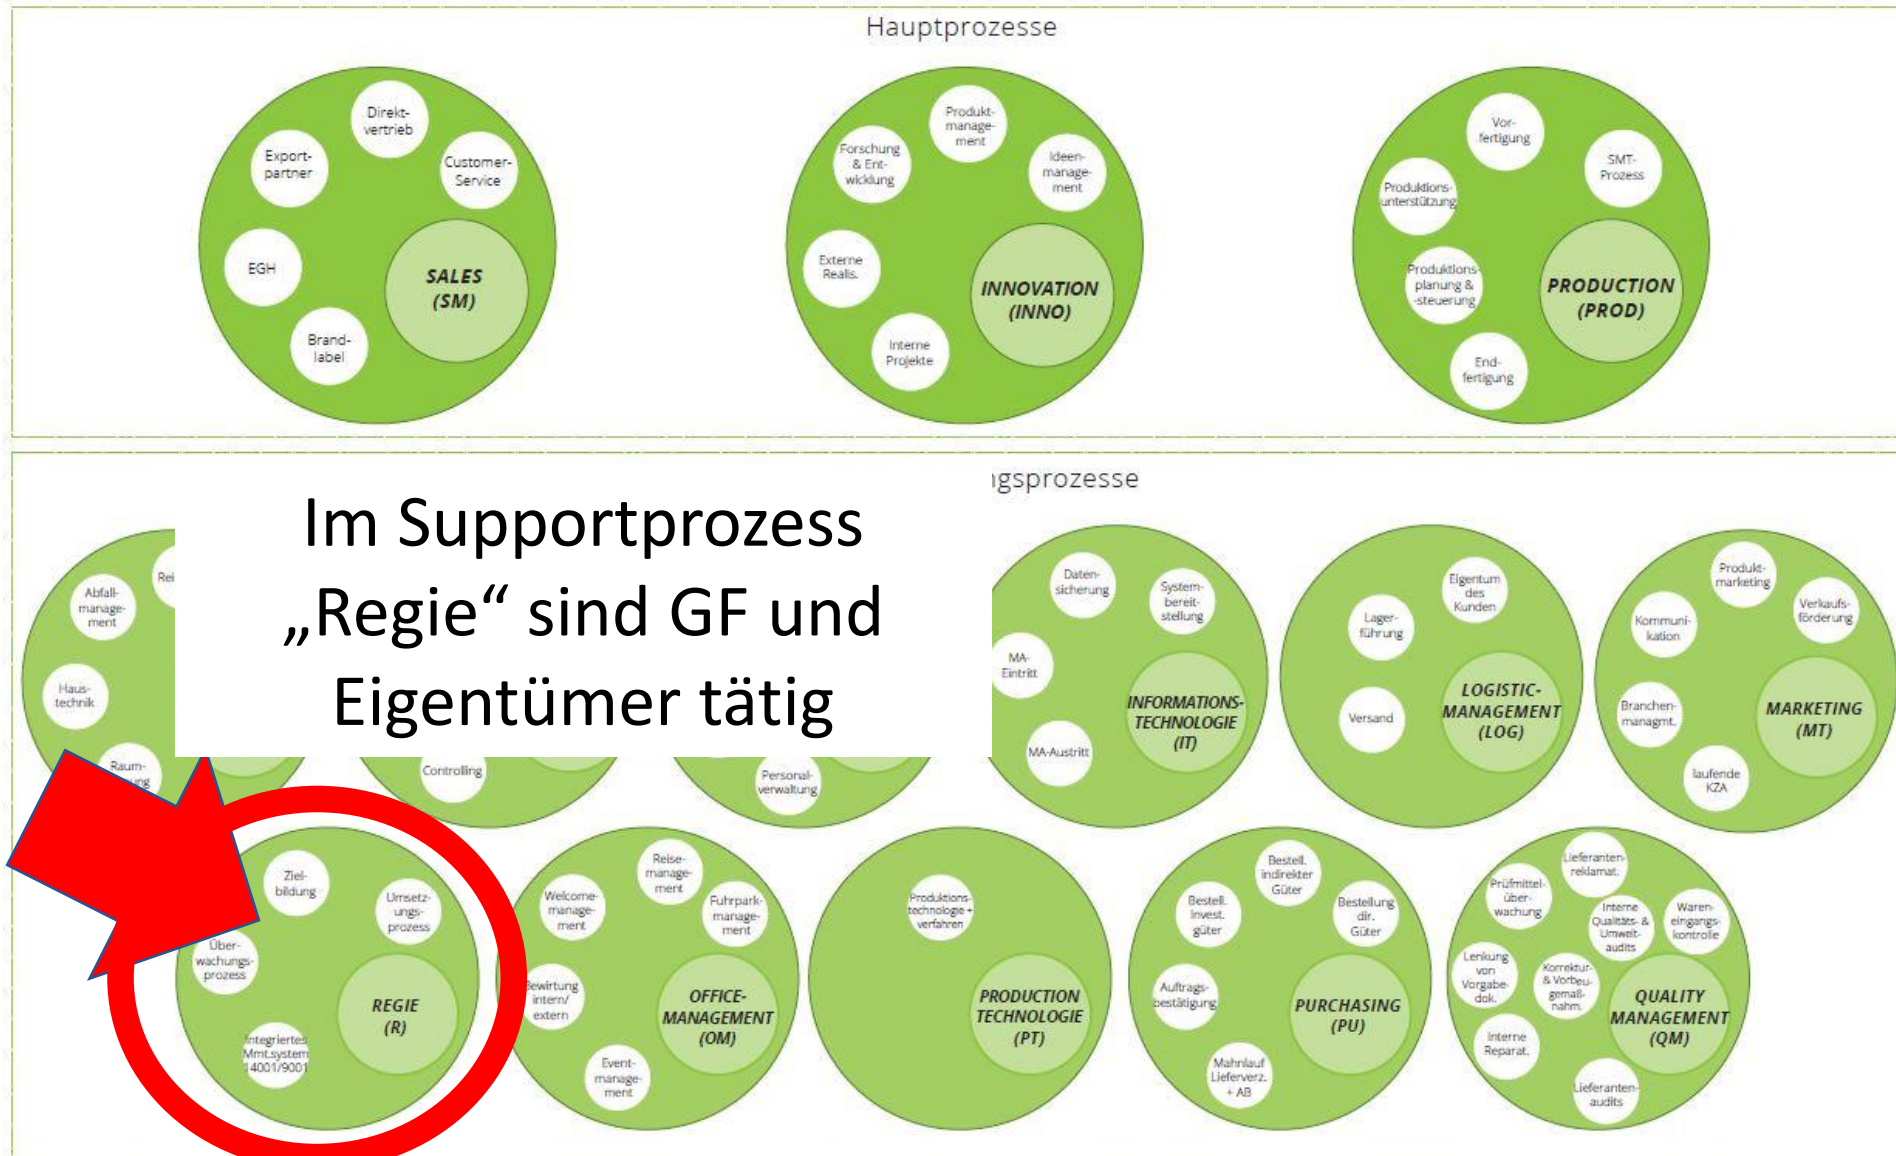 Hauptprozesse
Direkt-
vertrieb
Export-
partner
Customer-
Service
EGH
SALES
(SM)
Brand-
label
Produkt-
manage-
ment
Forschung
& Ent-
wicklung
Ideen-
manage-
ment
Externe
Realis.
INNOVATION
(INNO)
Interne
Projekte
Vor-
fertigung
SMT-
Prozess
Produktions-
unterstützung
Produktions-
planung &
-steuerung
PRODUCTION
(PROD)
End-
fertigung
Im Supportprozess
„Regie“ sind GF und
Eigentümer tätig
Abfall-
manage-
ment
Haus-
technik
Raum-
Controlling
Personal-
verwaltung
Daten-
sicherung
System-
bereit-
stellung
MA-
Eintritt
INFORMATIONS-
TECHNOLOGIE
(IT)
MA-Austritt
Eigentum
des
Kunden
Lager-
führung
LOGISTIC-
MANAGEMENT
(LOG)
Versand
Produkt-
marketing
Verkaufs-
förderung
Kommuni-
kation
Branchen-
managmt.
MARKETING
(MT)
laufende
KZA
Ziel-
bildung
Umsetz-
ungs-
prozess
Über-
wachungs-
prozess
REGIE
(R)
Integriertes
Mmt.system
14001/9001
Reise-
manage-
ment
Welcome-
manage-
ment
Fuhrpark-
manage-
ment
Bewirtung
intern/
extern
OFFICE-
MANAGEMENT
(OM)
Event-
manage-
ment
Produktions-
technologie +
verfahren
PRODUCTION
TECHNOLOGIE
(PT)
Bestell.
indirekter
Güter
Bestell.
Invest.
güter
Bestellung
dir.
Güter
Auftrags-
bestätigung
PURCHASING
(PU)
Mahnlauf
Lieferverz.
+ AB
Lieferanten-
reklamat.
Prüfmittel-
über-
wachung
Interne
Qualitäts- &
Umwelt-
audits
Waren-
eingangs-
kontrolle
Lenkung
von
Vorgabe-
dok.
Korrektur-
& Vorbeu-
gemaß-
nahm.
QUALITY
MANAGEMENT
(QM)
Interne
Reparat.
Lieferanten-
audits